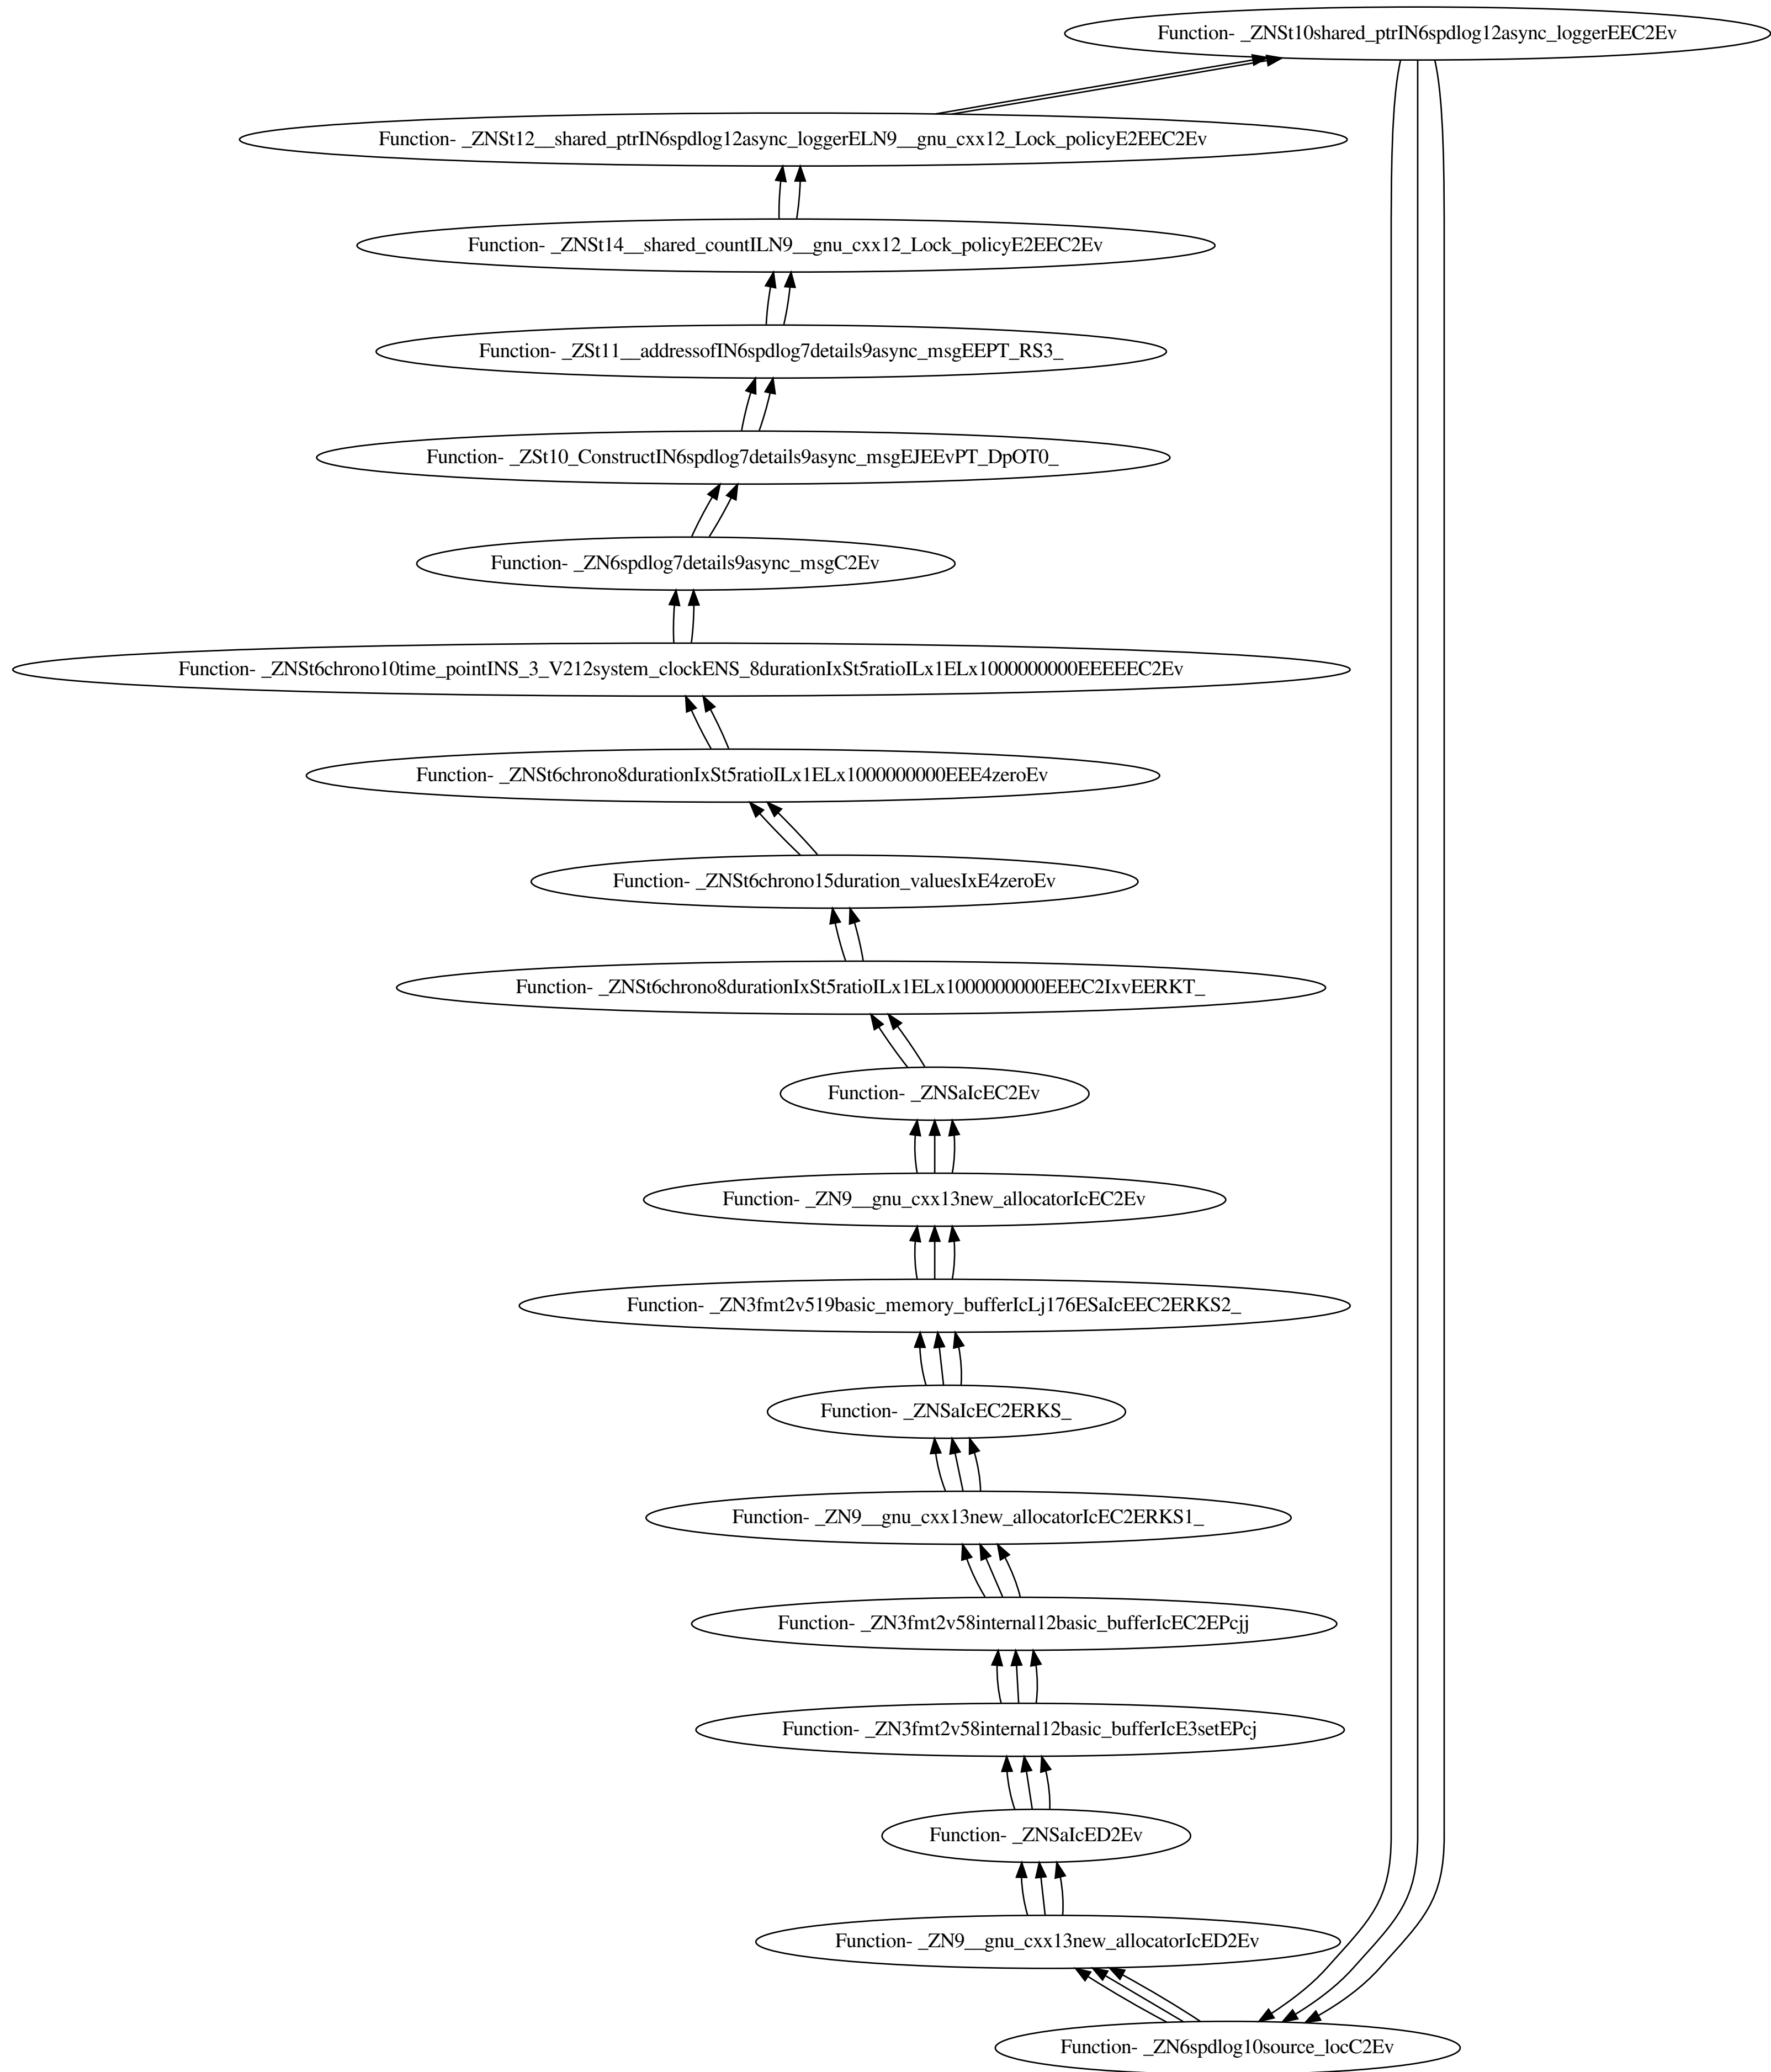 Function- _ZNSt10shared_ptrIN6spdlog12async_loggerEEC2Ev
Function- _ZNSt12__shared_ptrIN6spdlog12async_loggerELN9__gnu_cxx12_Lock_policyE2EEC2Ev
Function- _ZNSt14__shared_countILN9__gnu_cxx12_Lock_policyE2EEC2Ev
Function- _ZSt11__addressofIN6spdlog7details9async_msgEEPT_RS3_
Function- _ZSt10_ConstructIN6spdlog7details9async_msgEJEEvPT_DpOT0_
Function- _ZN6spdlog7details9async_msgC2Ev
Function- _ZNSt6chrono10time_pointINS_3_V212system_clockENS_8durationIxSt5ratioILx1ELx1000000000EEEEEC2Ev
Function- _ZNSt6chrono8durationIxSt5ratioILx1ELx1000000000EEE4zeroEv
Function- _ZNSt6chrono15duration_valuesIxE4zeroEv
Function- _ZNSt6chrono8durationIxSt5ratioILx1ELx1000000000EEEC2IxvEERKT_
Function- _ZNSaIcEC2Ev
Function- _ZN9__gnu_cxx13new_allocatorIcEC2Ev
Function- _ZN3fmt2v519basic_memory_bufferIcLj176ESaIcEEC2ERKS2_
Function- _ZNSaIcEC2ERKS_
Function- _ZN9__gnu_cxx13new_allocatorIcEC2ERKS1_
Function- _ZN3fmt2v58internal12basic_bufferIcEC2EPcjj
Function- _ZN3fmt2v58internal12basic_bufferIcE3setEPcj
Function- _ZNSaIcED2Ev
Function- _ZN9__gnu_cxx13new_allocatorIcED2Ev
Function- _ZN6spdlog10source_locC2Ev